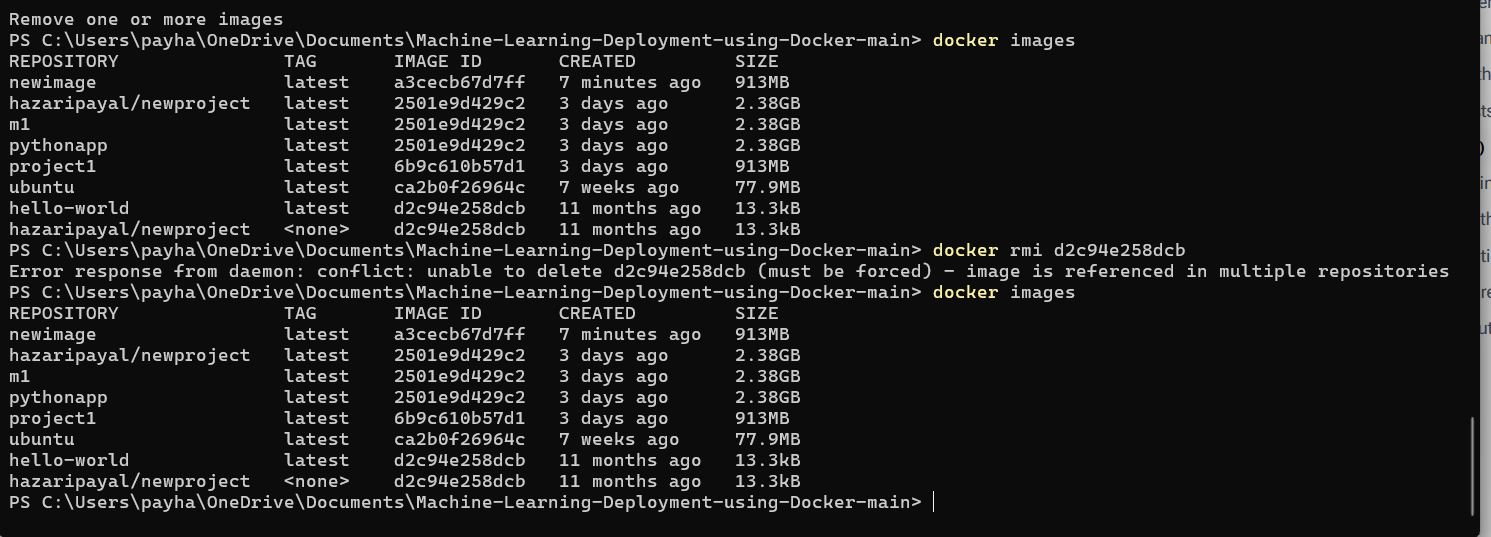 Remove one or more images
PS C:\Users\payha\OneDrive\Documents\Machine-Learning-Deployment-using-Docker-main> docker images
REPOSITORY TAG IMAGE ID CREATED SIZE
newimage latest a3cecb67d7ff 7 minutes ago 913MB
hazaripayal/newproject latest 2501e9d429c2 3 days ago 2.38GB
m1 latest 2501e9d429c2 3 days ago 2.38GB
pythonapp latest 2501e9d429c2 3 days ago 2.38GB
project1 latest 6b9c610b57d1 3 days ago 913MB
ubuntu latest ca2b0f26964c 7 weeks ago 77.9MB
hello-world latest d2c94e258dcb 11 months ago 13.3kB
hazaripayal/newproject <none> d2c94e258dcb 11 months ago 13.3kB
PS C:\Users\payha\OneDrive\Documents\Machine-Learning-Deployment-using-Docker-main> docker rmi d2c94e258dcb
Error response from daemon: conflict: unable to delete d2c94e258dcb (must be forced) - image is referenced in multiple repositories
PS C:\Users\payha\OneDrive\Documents\Machine-Learning-Deployment-using-Docker-main> docker images
REPOSITORY TAG IMAGE ID CREATED SIZE
newimage latest a3cecb67d7ff 7 minutes ago 913MB
hazaripayal/newproject latest 2501e9d429c2 3 days ago 2.38GB
m1 latest 2501e9d429c2 3 days ago 2.38GB
pythonapp latest 2501e9d429c2 3 days ago 2.38GB
project1 latest 6b9c610b57d1 3 days ago 913MB
ubuntu latest ca2b0f26964c 7 weeks ago 77.9MB
hello-world latest d2c94e258dcb 11 months ago 13.3kB
hazaripayal/newproject <none> d2c94e258dcb 11 months ago 13.3kB
PS C:\Users\payha\OneDrive\Documents\Machine-Learning-Deployment-using-Docker-main>